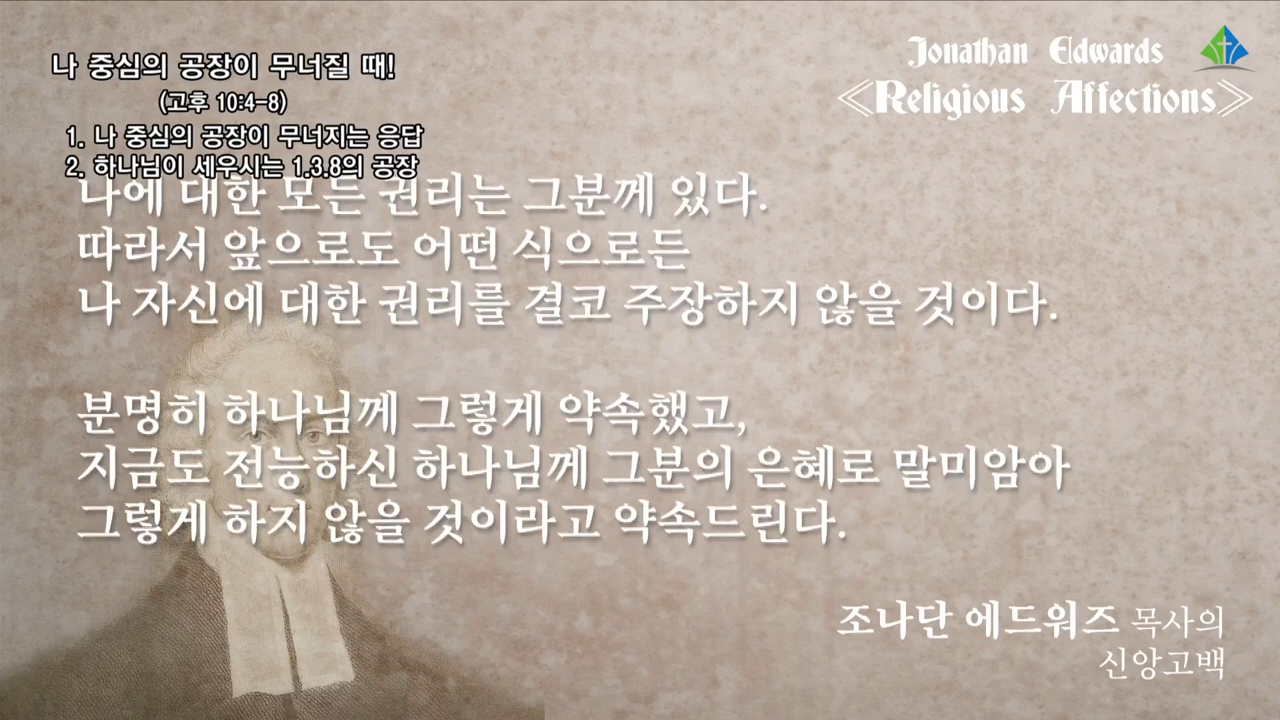 나 중심의 공장이 무너질 때!
(고후 10:4-8)
1. 나 중심의 공장이 무너지는 응답
2. 하나님이 세우시는 1.3.8의 공장
Jonathan Edwards
≪Religious Affections≫
나에 대한 모든 권리는 그분께 있다.
따라서 앞으로도 어떤 식으로든
나 자신에 대한 권리를 결코 주장하지 않을 것이다.
분명히 하나님께 그렇게 약속했고,
지금도 전능하신 하나님께 그분의 은혜로 말미암아
그렇게 하지 않을 것이라고 약속드린다.
조나단 에드워즈 목사의
신앙고백